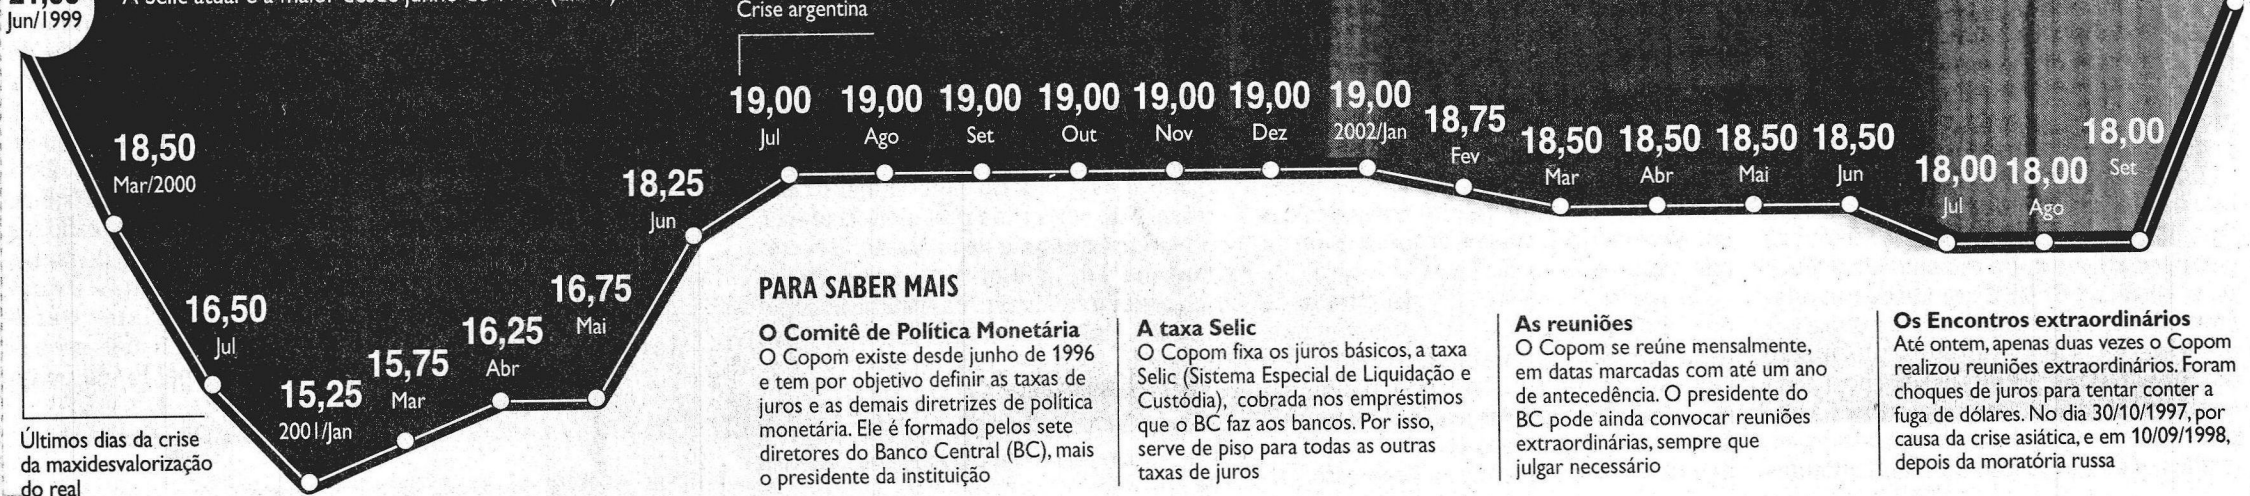 Jun/1999
Crise argentina
18,50
Mar/2000
16,50
Jul
15,25
2001/Jan
15,75
Mar
16,25
Abr
16,75
Mai
18,25
Jun
19,00
Jul
19,00
Ago
19,00
Set
19,00
Out
19,00
Nov
19,00
Dez
19,00
2002/Jan
18,75
Fev
18,50
Mar
18,50
Abr
18,50
Mai
18,50
Jun
18,00
Jul
18,00
Ago
18,00
Set
Últimos dias da crise
da maxidesvalorização
do real
PARA SABER MAIS
O Comitê de Política Monetária
O Copom existe desde junho de 1996
e tem por objetivo definir as taxas de
juros e as demais diretrizes de política
monetária. Ele é formado pelos sete
diretores do Banco Central (BC), mais
o presidente da instituição
A taxa Selic
O Copom fixa os juros básicos, a taxa
Selic (Sistema Especial de Liquidação e
Custódia), cobrada nos empréstimos
que o BC faz aos bancos. Por isso,
serve de piso para todas as outras
taxas de juros
As reuniões
O Copom se reúne mensalmente,
em datas marcadas com até um ano
de antecedência. O presidente do
BC pode ainda convocar reuniões
extraordinárias, sempre que
julgar necessário
Os Encontros extraordinários
Até ontem, apenas duas vezes o Copom
realizou reuniões extraordinárias. Foram
choques de juros para tentar conter a
fuga de dólares. No dia 30/10/1997, por
causa da crise asiática, e em 10/09/1998,
depois da moratória russa